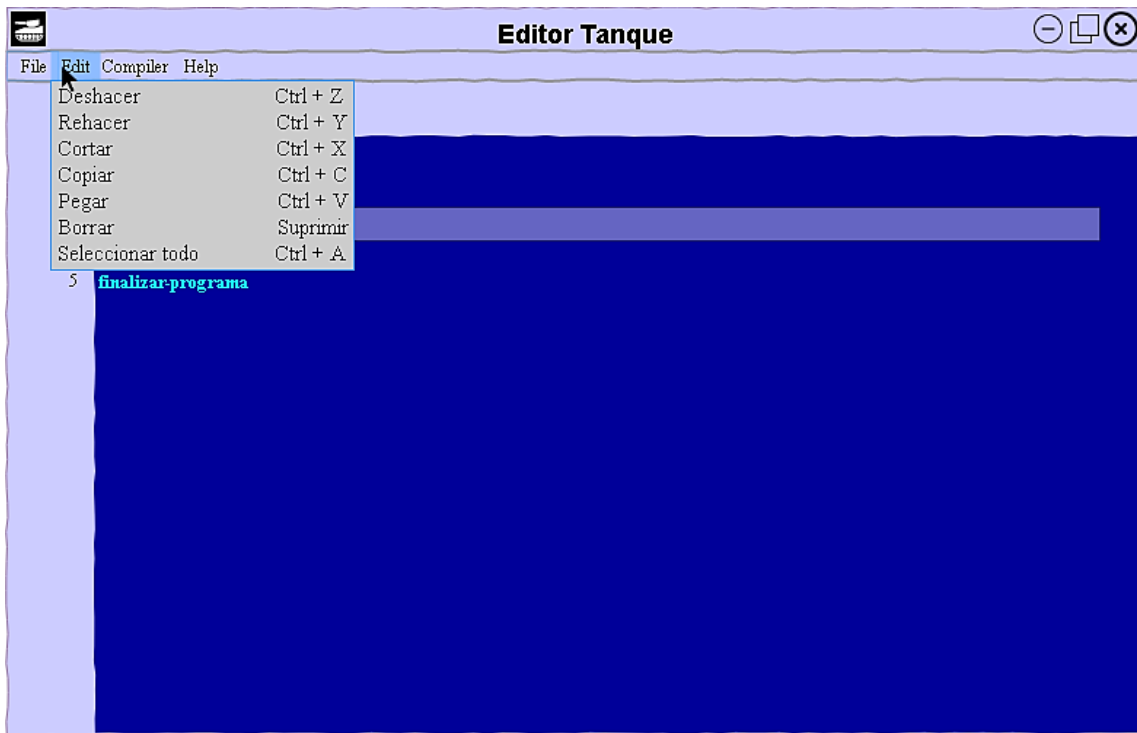 Editor Tanque
File Edit Compiler Help
Deshacer Ctrl + Z
Rehacer Ctrl + Y
Cortar Ctrl + X
Copiar Ctrl + C
Pegar Ctrl + V
Borrar Suprimir
Seleccionar todo Ctrl + A
5 finalizar-programa